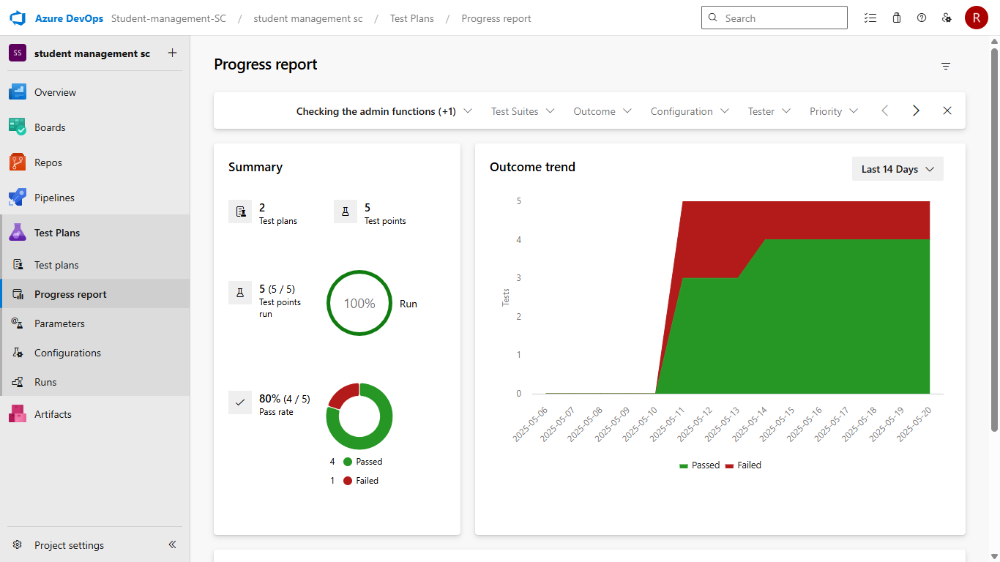 Azure DevOps Student-management-SC / student management sc / Test Plans / Progress report
Search
R
SS student management sc
Overview
Boards
Repos
Pipelines
Test Plans
Test plans
Progress report
Parameters
Configurations
Runs
Artifacts
Project settings
Progress report
Checking the admin functions (+1) Test Suites Outcome Configuration Tester Priority
Summary
2
Test plans
5
Test points
5 (5 / 5)
Test points
run
100%
Run
80% (4 / 5)
Pass rate
4 Passed
1 Failed
Outcome trend
Last 14 Days
5
4
3
2
1
0
Tests
2025-05-06
2025-05-07
2025-05-08
2025-05-09
2025-05-10
2025-05-11
2025-05-12
2025-05-13
2025-05-14
2025-05-15
2025-05-16
2025-05-17
2025-05-18
2025-05-19
2025-05-20
Passed Failed